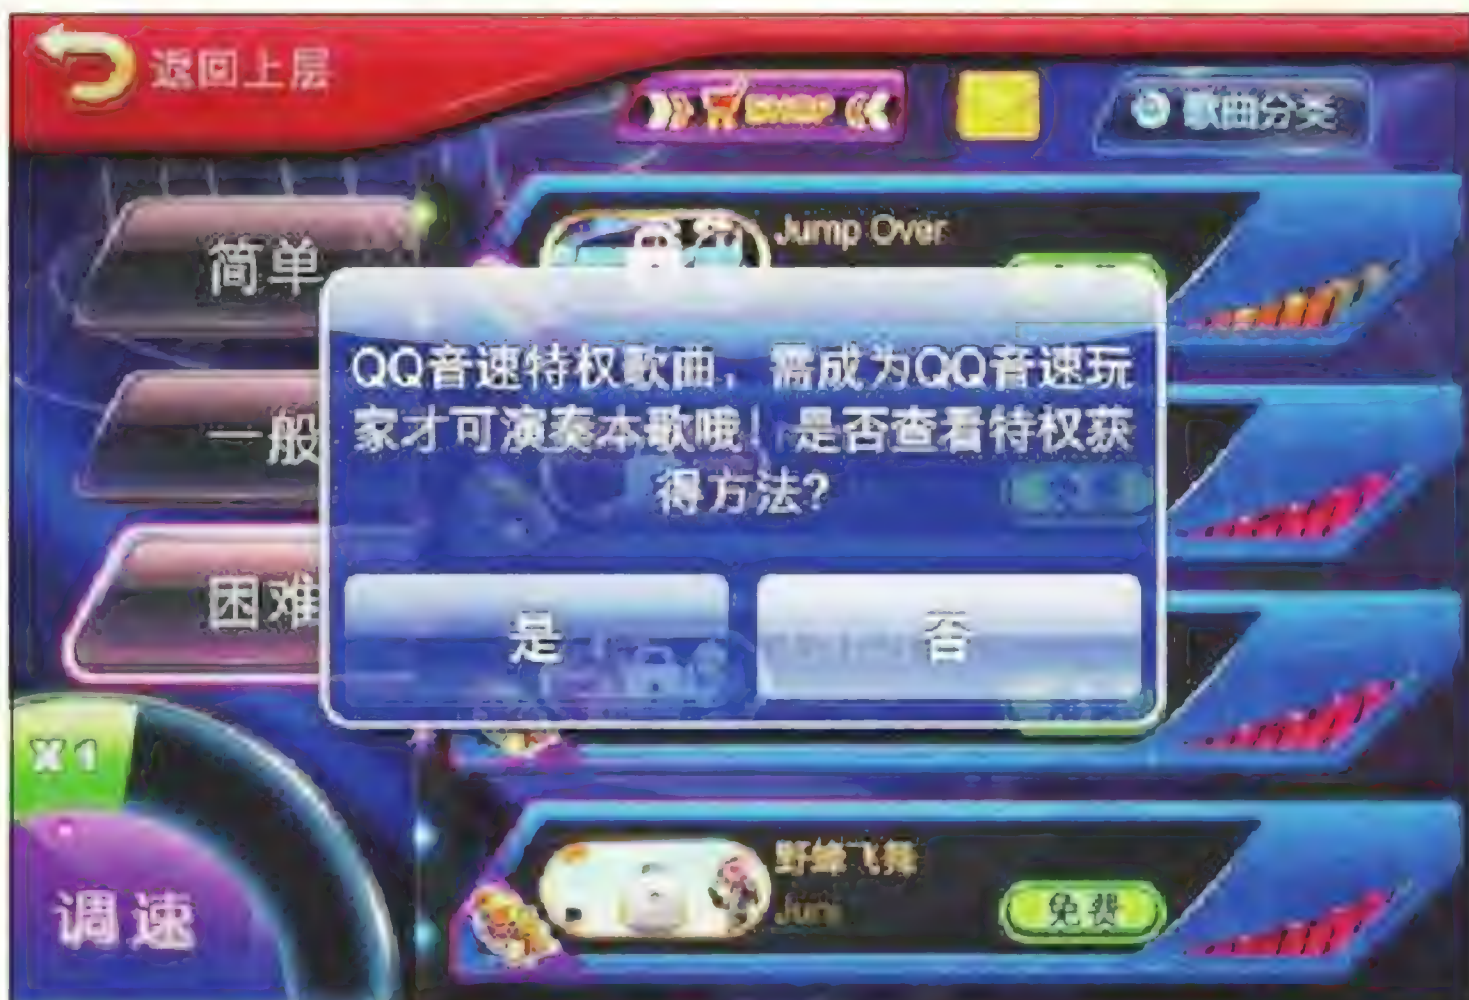 返回上层
SHOP
歌曲分类
简单
Jump Over
一般
QQ音速特权歌曲，需成为QQ音速玩
家才可演奏本歌哦！是否查看特权获
得方法？
困难
是
否
X1
野蜂飞舞
调速
免费